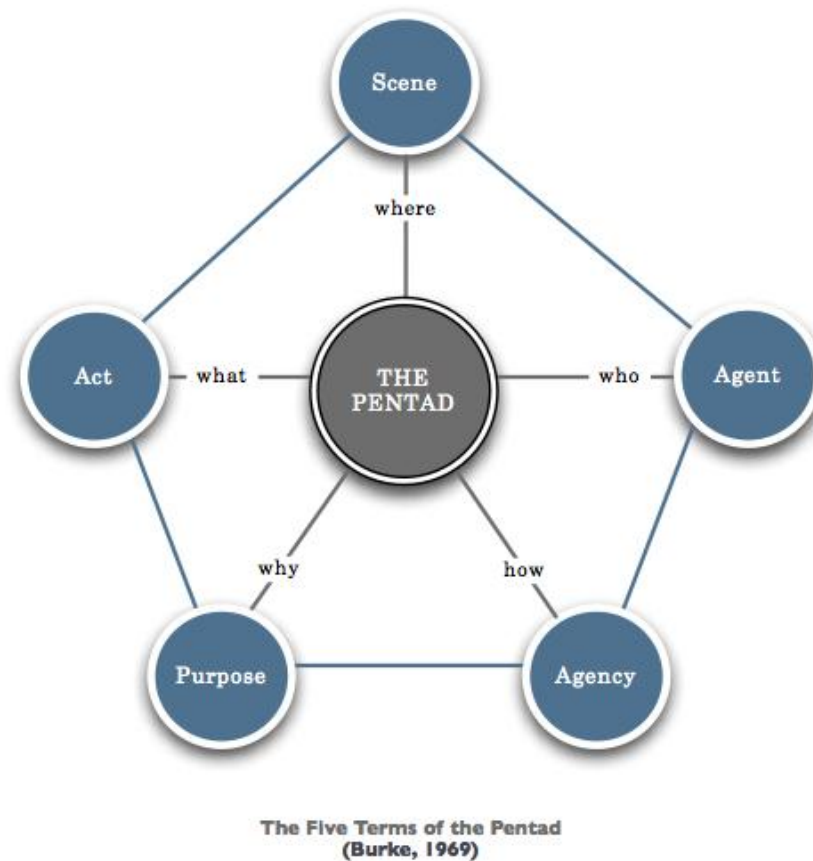 Scene
where
Act
what
THE
PENTAD
who
Agent
why
how
Purpose
Agency
The Five Terms of the Pentad
(Burke, 1969)